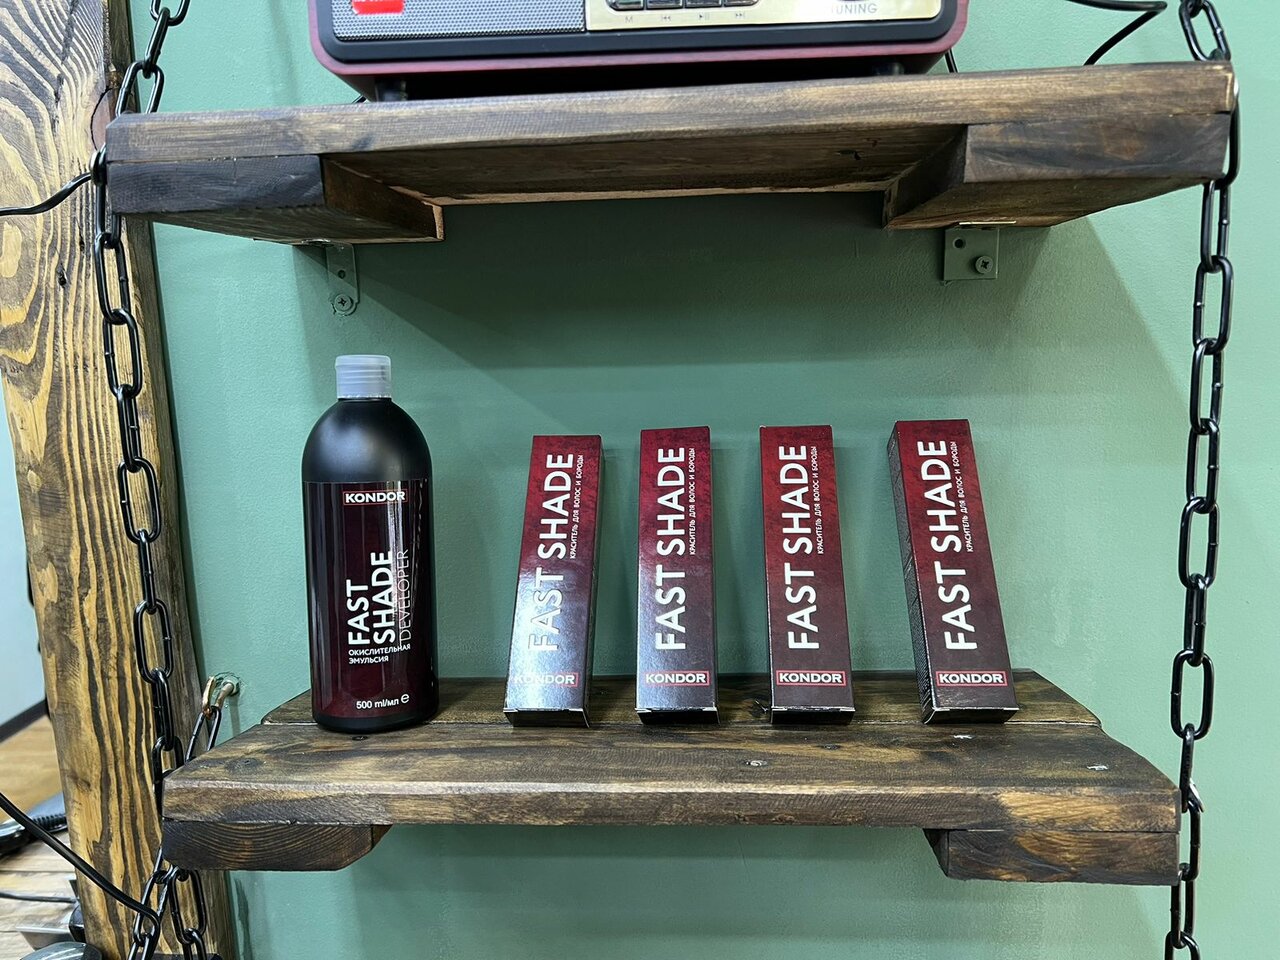 M
TUNING
KONDOR
FAST
SHADE
DEVELOPER
ОКИСЛИТЕЛЬНАЯ
ЭМУЛЬСИЯ
500 ml/мл e
FAST SHADE
КРАСИТЕЛЬ ДЛЯ ВОЛОС И БОРОДЫ
KONDOR
FAST SHADE
КРАСИТЕЛЬ ДЛЯ ВОЛОС И БОРОДЫ
KONDOR
FAST SHADE
КРАСИТЕЛЬ ДЛЯ ВОЛОС И БОРОДЫ
KONDOR
FAST SHADE
КРАСИТЕЛЬ ДЛЯ ВОЛОС И БОРОДЫ
KONDOR